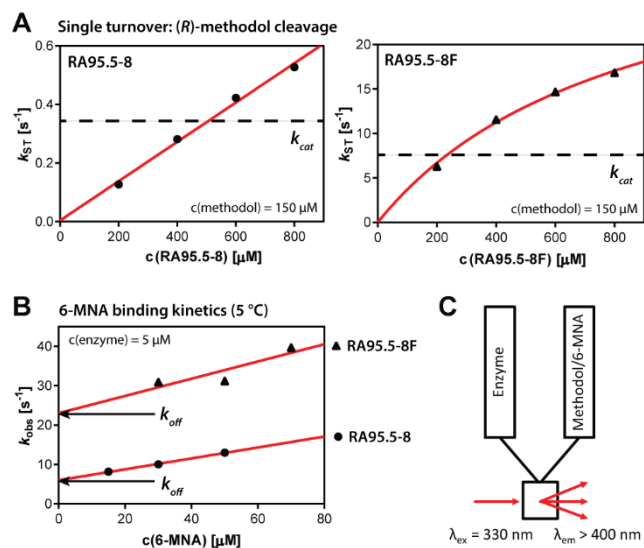 A
Single turnover: (R)-methodol cleavage
RA95.5-8
kST [s-1]
0.6
0.4
0.2
0.0
kcat
c(methodol) = 150 µM
0 200 400 600 800
c(RA95.5-8) [µM]
RA95.5-8F
kST [s-1]
20
15
10
5
0
kcat
c(methodol) = 150 µM
0 200 400 600 800
c(RA95.5-8F) [µM]
B
6-MNA binding kinetics (5 °C)
c(enzyme) = 5 µM
kobs [s-1]
40
30
20
10
0
koff
koff
RA95.5-8F
RA95.5-8
0 20 40 60 80
c(6-MNA) [µM]
C
Enzyme
Methodol/6-MNA
λex = 330 nm
λem > 400 nm